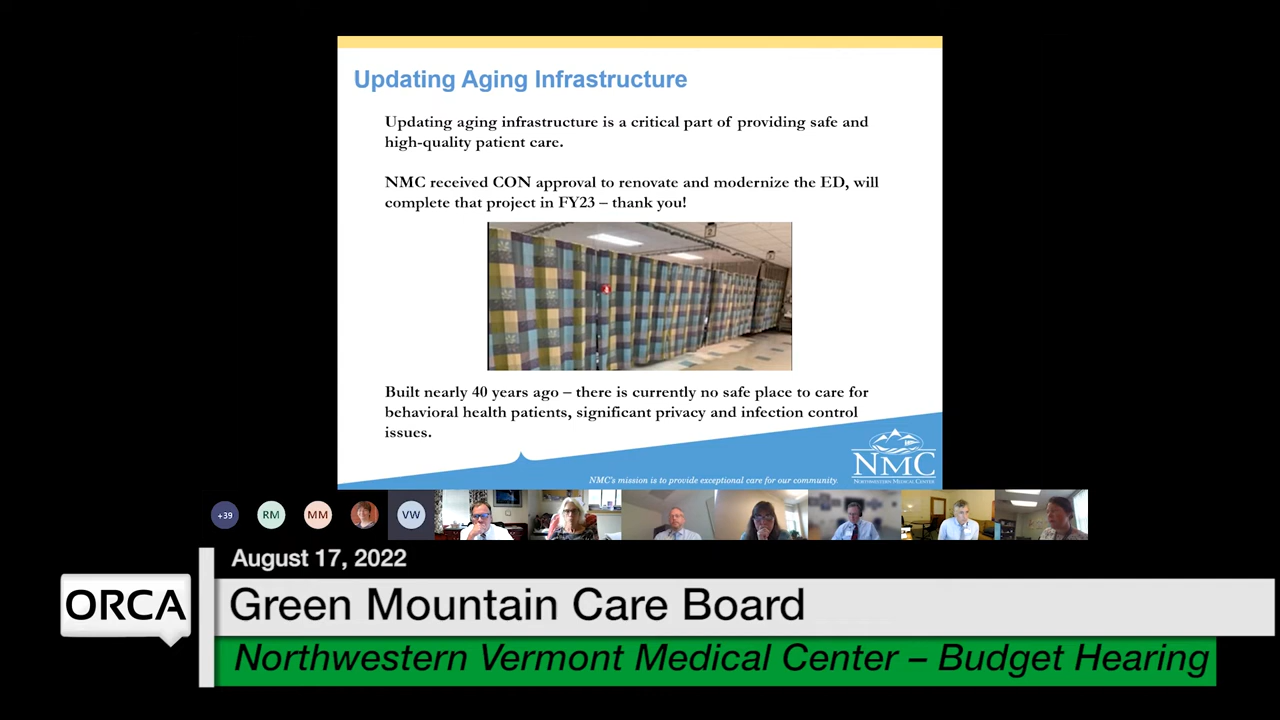 Updating Aging Infrastructure
Updating aging infrastructure is a critical part of providing safe and
high-quality patient care.
NMC received CON approval to renovate and modernize the ED, will
complete that project in FY23 – thank you!
Built nearly 40 years ago – there is currently no safe place to care for
behavioral health patients, significant privacy and infection control
issues.
NMC
NORTHWESTERN MEDICAL CENTER
NMC's mission is to provide exceptional care for our community.
+39
RM
MM
VW
August 17, 2022
ORCA
Green Mountain Care Board
Northwestern Vermont Medical Center – Budget Hearing